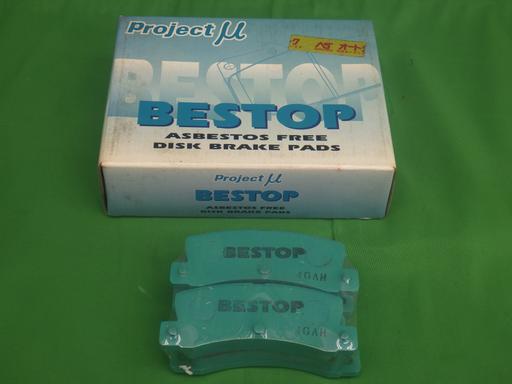 Project μ
BESTOP
BESTOP
ASBESTOS FREE
DISK BRAKE PADS
Project μ
BESTOP
ASBESTOS FREE
DISK BRAKE PADS
BESTOP
BESTOP